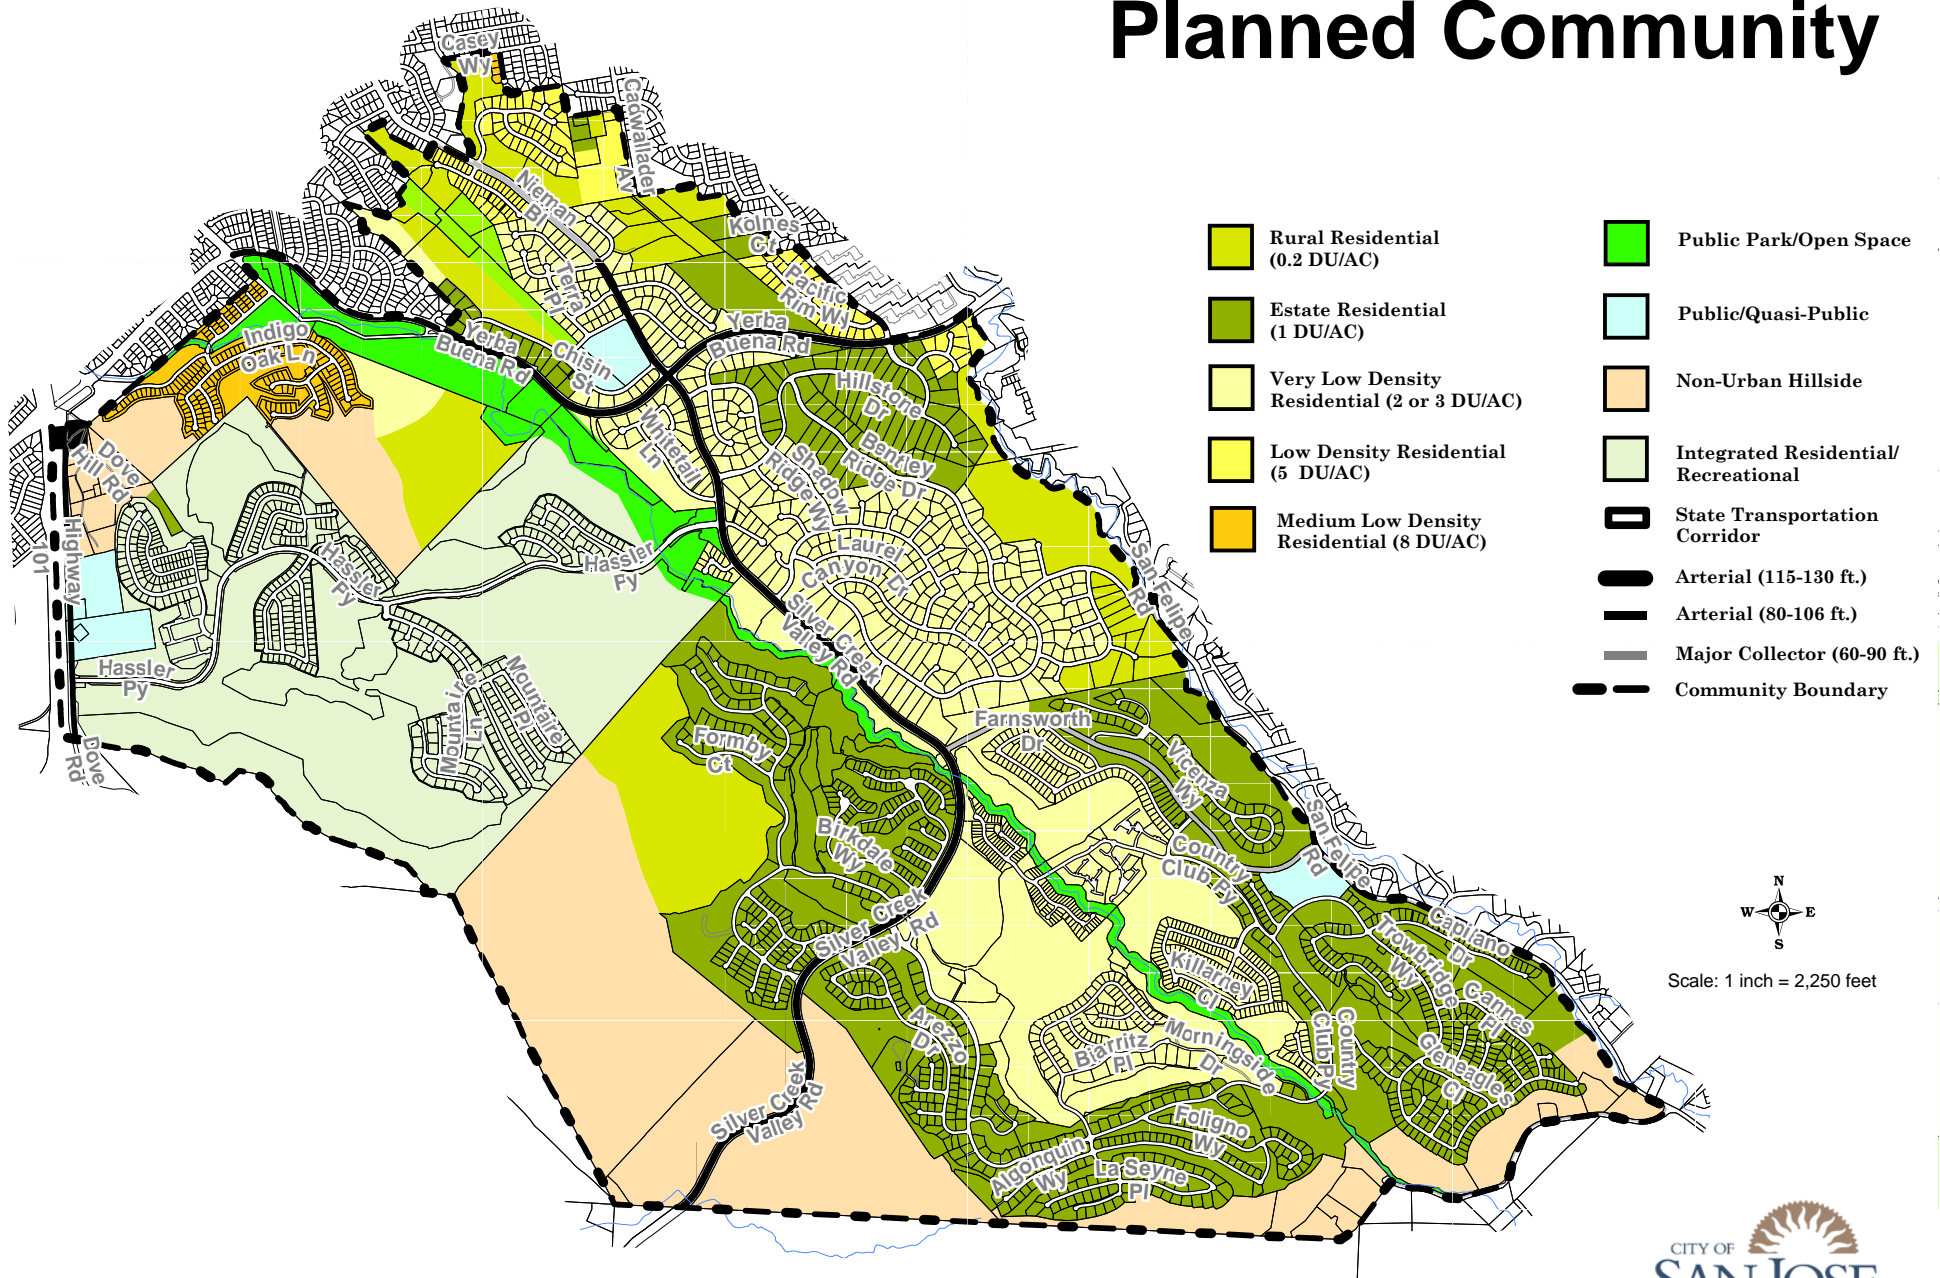 Planned Community
Casey
Wy
Cadwallader
Av
Nieman
Bl
Kolnes
Ct
Terra
Pl
Pacific
Rim Wy
Yerba
Buena Rd
Yerba
Buena Rd
Chisin
St
Indigo
Oak Ln
Hillstone
Dr
Whitetail
Ln
Bentley
Ridge Dr
Shadow
Ridge Wy
Dove
Hill Rd
Highway
101
Laurel
Canyon Dr
Hassler
Py
Hassler
Py
Hassler
Py
San Felipe
Rd
Silver Creek
Valley Rd
Mountaire
Ln
Mountaire
Pl
Dove
Rd
Formby
Ct
Farnsworth
Dr
Vicenza
Wy
Birkdale
Wy
San Felipe
Rd
Country
Club Py
Silver Creek
Valley Rd
Capitano
Dr
Trowbridge
Wy
Killarney
Cl
Cannes
Pl
Arezzo
Dr
Biarritz
Pl
Morningside
Dr
Country
Club Py
Geneagles
Cl
Silver Creek
Valley Rd
Foligno
Wy
Algonquin
Wy
La Seyne
Pl
Rural Residential
(0.2 DU/AC)
Estate Residential
(1 DU/AC)
Very Low Density
Residential (2 or 3 DU/AC)
Low Density Residential
(5 DU/AC)
Medium Low Density
Residential (8 DU/AC)
Public Park/Open Space
Public/Quasi-Public
Non-Urban Hillside
Integrated Residential/
Recreational
State Transportation
Corridor
Arterial (115-130 ft.)
Arterial (80-106 ft.)
Major Collector (60-90 ft.)
Community Boundary
N
W E
S
Scale: 1 inch = 2,250 feet
CITY OF
SAN JOSE